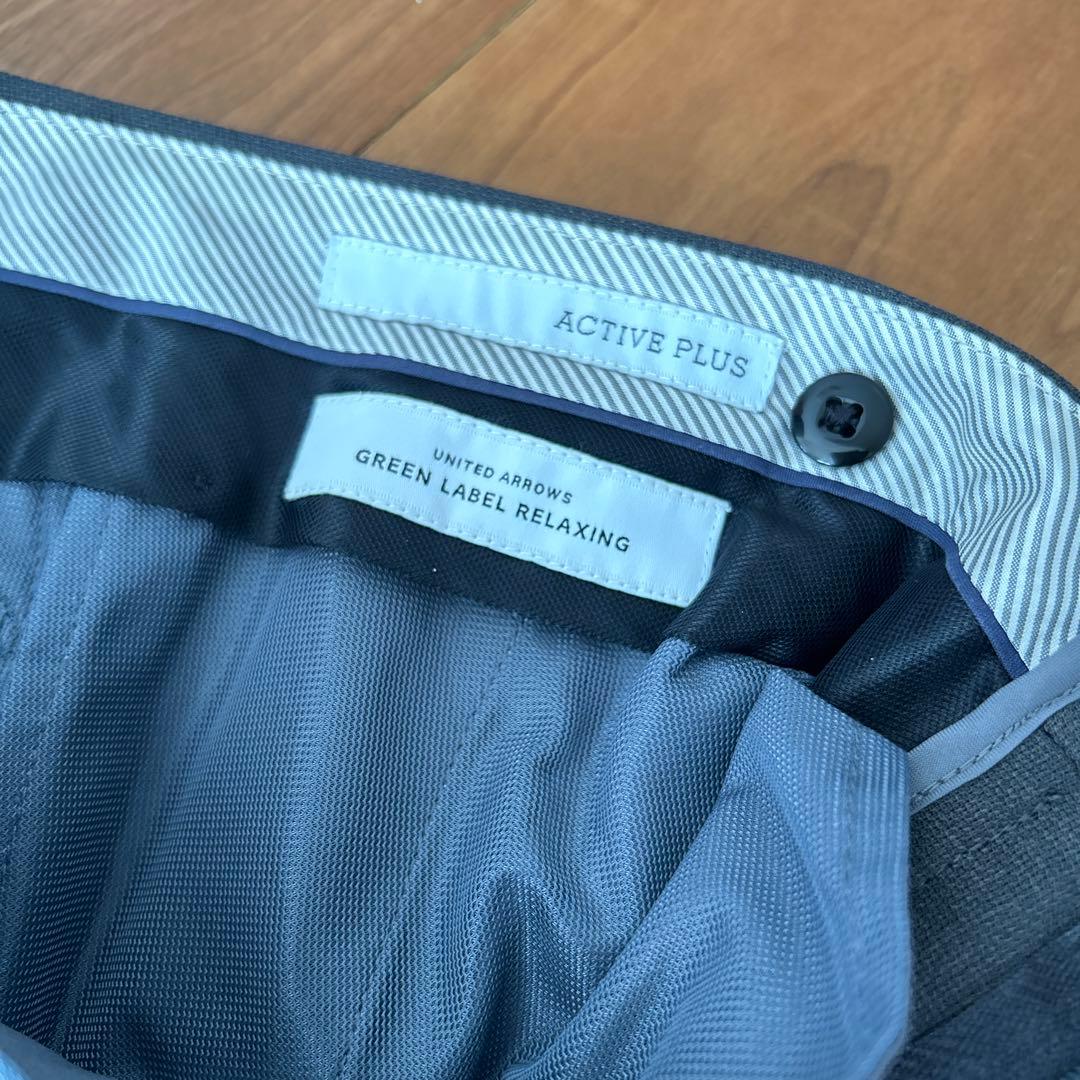 ACTIVE PLUS
UNITED ARROWS
GREEN LABEL RELAXING